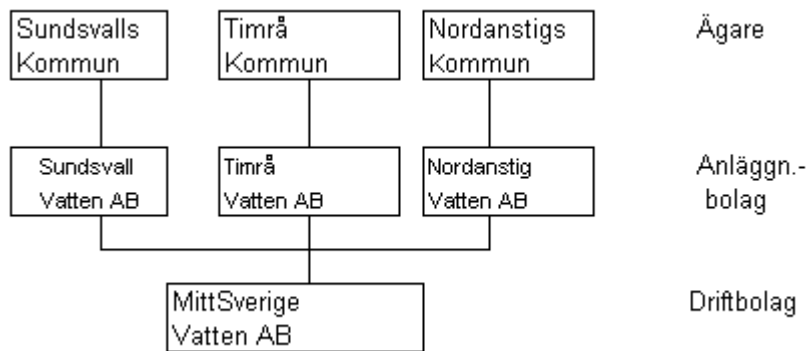 Sundsvalls
Kommun
Timrå
Kommun
Nordanstigs
Kommun
Ägare
Sundsvall
Vatten AB
Timrå
Vatten AB
Nordanstig
Vatten AB
Anläggn.-
bolag
MittSverige
Vatten AB
Driftbolag